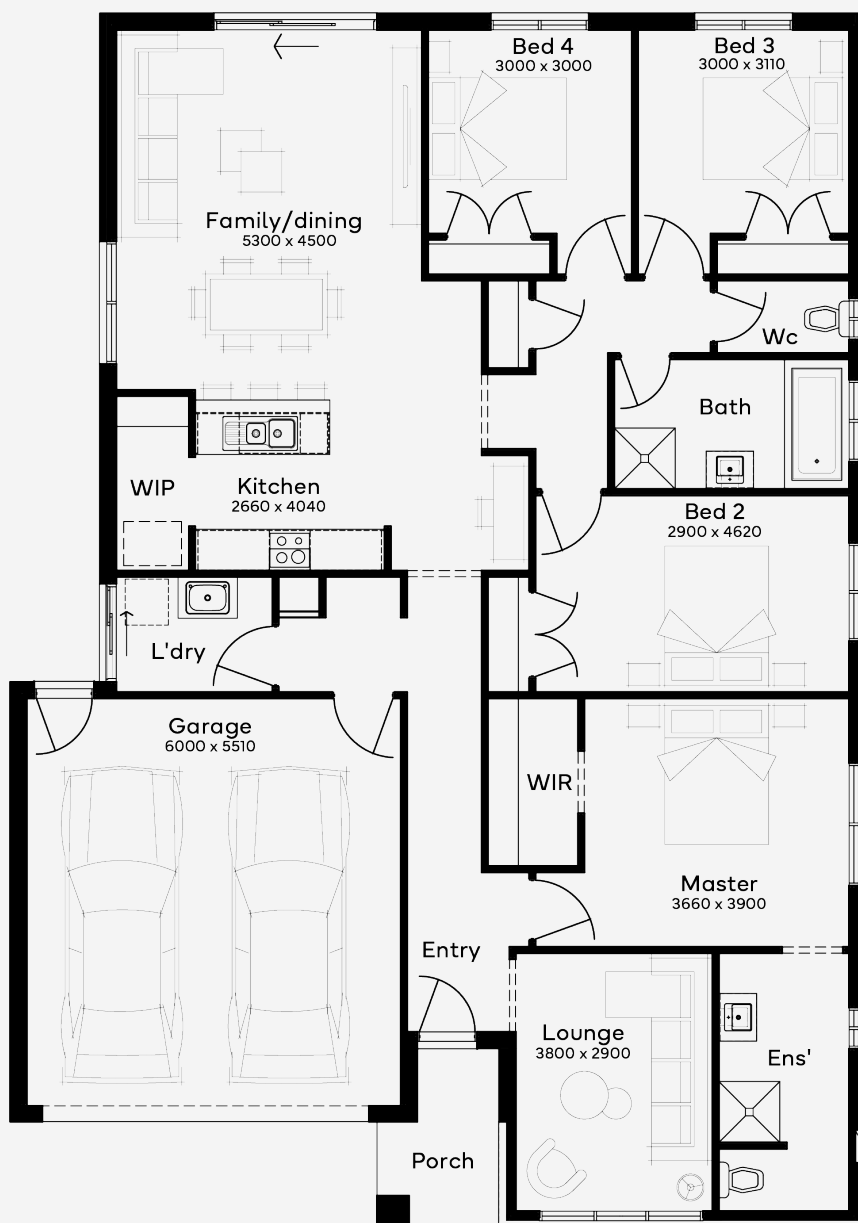 Bed 4
3000 x 3000
Bed 3
3000 x 3110
Family/dining
5300 x 4500
Wc
Bath
WIP
Kitchen
2660 x 4040
Bed 2
2900 x 4620
L'dry
Garage
6000 x 5510
WIR
Master
3660 x 3900
Entry
Lounge
3800 x 2900
Ens'
Porch